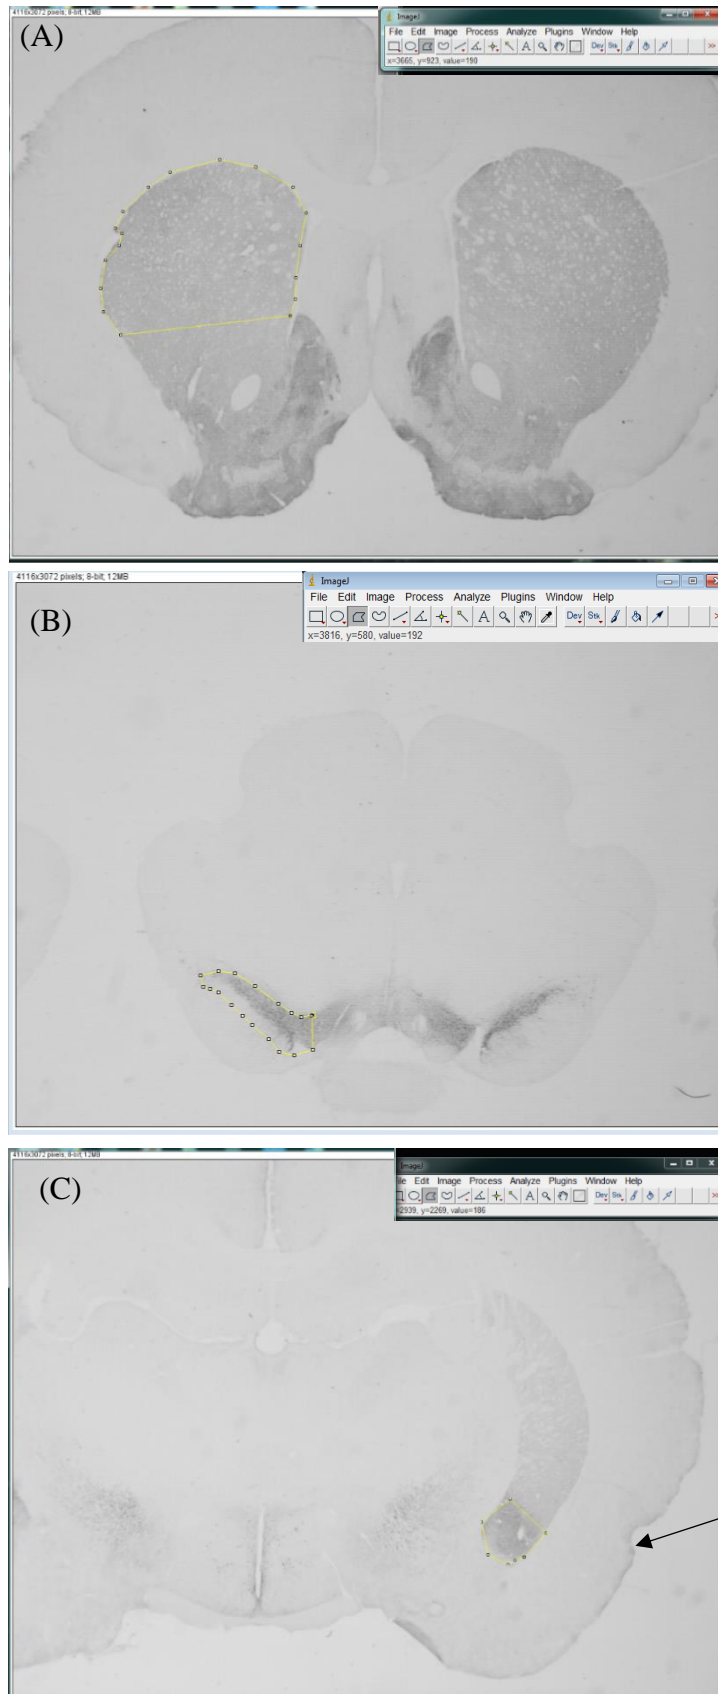 4116x3072 pixels; 8-bit; 12MB
(A)
ImageJ
File Edit Image Process Analyze Plugins Window Help
A Dev Stk >>
x=3665, y=923, value=190
4116x3072 pixels; 8-bit; 12MB
(B)
ImageJ
File Edit Image Process Analyze Plugins Window Help
A Dev Stk
x=3816, y=580, value=192
4116x3072 pixels; 8-bit; 12MB
(C)
ImageJ
Edit Image Process Analyze Plugins Window Help
A Dev Stk >>
=2939, y=2269, value=186